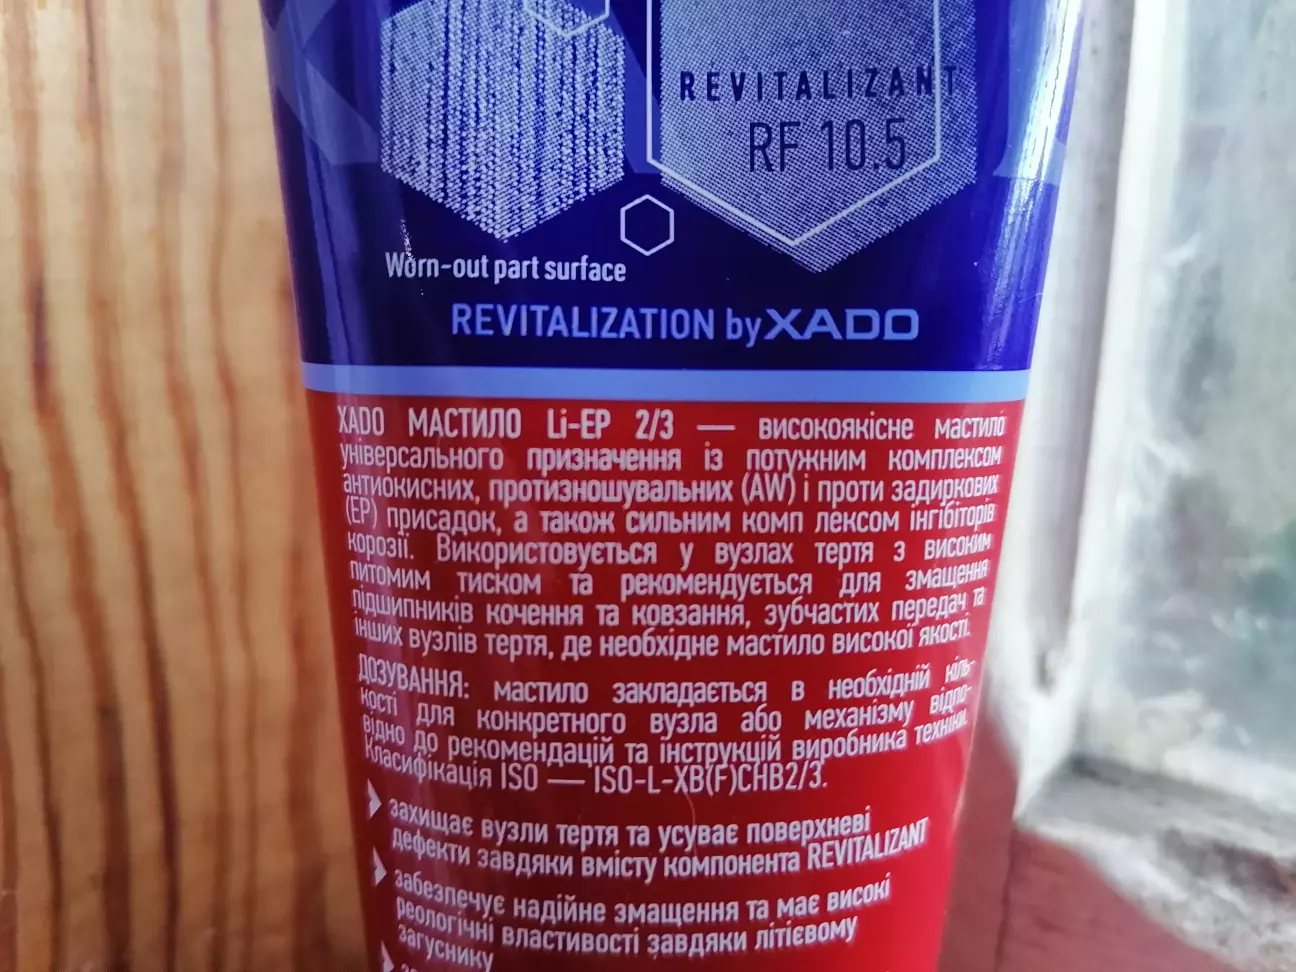 REVITALIZANT
RF 10.5
Worn-out part surface
REVITALIZATION by XADO
XADO МАСТИЛО Li-EP 2/3 — високоякісне мастило
універсального призначення із потужним комплексом
антиокисних, протизношувальних (AW) і проти задиркових
(EP) присадок, а також сильним комп лексом інгібіторів
корозії. Використовується у вузлах тертя з високим
питомим тиском та рекомендується для змащення
підшипників кочення та ковзання, зубчастих передач та
інших вузлів тертя, де необхідне мастило високої якості.
ДОЗУВАННЯ: мастило закладається в необхідній кіль-
кості для конкретного вузла або механізму відпо-
відно до рекомендацій та інструкцій виробника техніки.
Класифікація ISO — ISO-L-XB(F)CHB2/3.
захищає вузли тертя та усуває поверхневі
дефекти завдяки вмісту компонента REVITALIZANT
забезпечує надійне змащення та має високі
реологічні властивості завдяки літієвому
загуснику